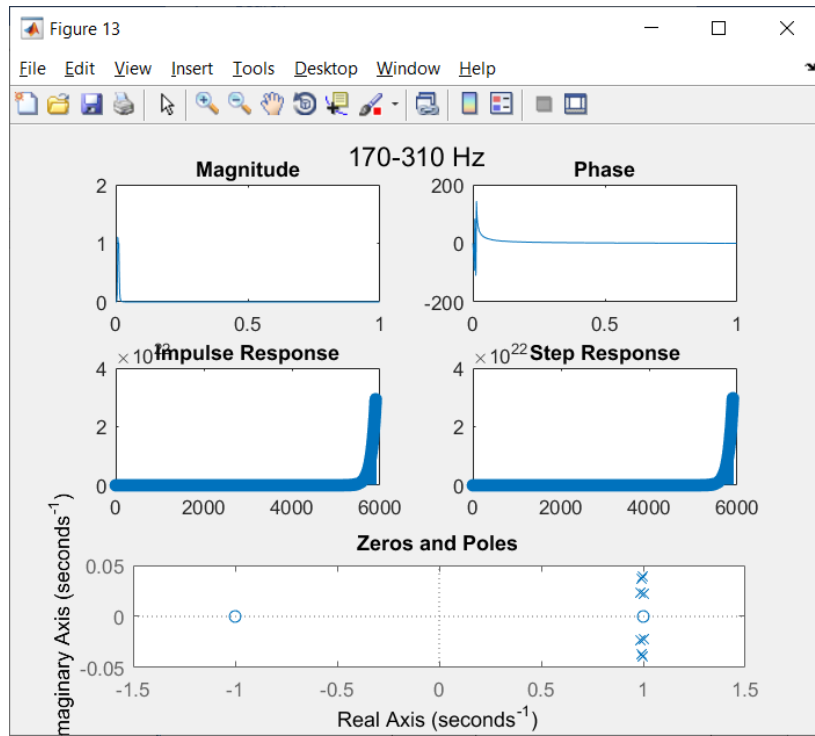 Figure 13
File Edit View Insert Tools Desktop Window Help
170-310 Hz
Magnitude
2
1
0
0 0.5 1
Phase
200
0
-200
0 0.5 1
Impulse Response
4
2
0
0 2000 4000 6000
×10^22 Step Response
4
2
0
0 2000 4000 6000
Zeros and Poles
maginary Axis (seconds^-1)
0.05
0
-0.05
-1.5 -1 -0.5 0 0.5 1 1.5
Real Axis (seconds^-1)